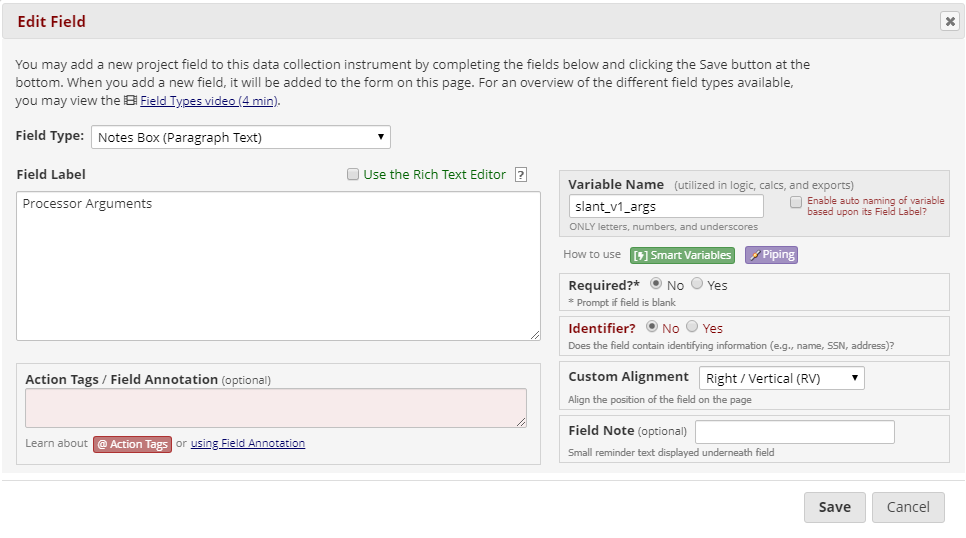 Edit Field
You may add a new project field to this data collection instrument by completing the fields below and clicking the Save button at the
bottom. When you add a new field, it will be added to the form on this page. For an overview of the different field types available,
you may view the Field Types video (4 min).
Field Type: Notes Box (Paragraph Text)
Field Label
Use the Rich Text Editor ?
Processor Arguments
Action Tags / Field Annotation (optional)
Learn about @ Action Tags or using Field Annotation
Variable Name (utilized in logic, calcs, and exports)
slant_v1_args
Enable auto naming of variable
based upon its Field Label?
ONLY letters, numbers, and underscores
How to use [⚡] Smart Variables Piping
Required?* No Yes
* Prompt if field is blank
Identifier? No Yes
Does the field contain identifying information (e.g., name, SSN, address)?
Custom Alignment Right / Vertical (RV)
Align the position of the field on the page
Field Note (optional)
Small reminder text displayed underneath field
Save Cancel